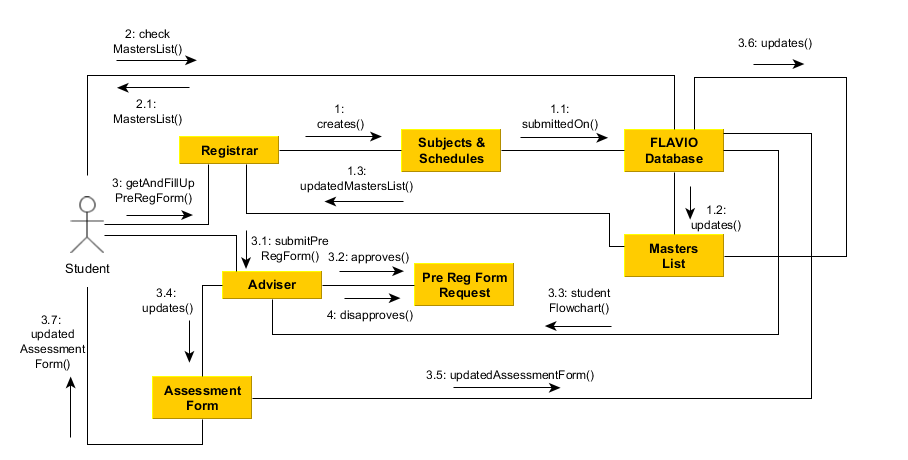 2: check
MastersList()
3.6: updates()
2.1:
MastersList()
1:
creates()
1.1:
submittedOn()
Registrar
Subjects &
Schedules
FLAVIO
Database
1.3:
updatedMastersList()
3: getAndFillUp
PreRegForm()
1.2:
updates()
Student
3.1: submitPre
RegForm()
3.2: approves()
Masters
List
Adviser
Pre Reg Form
Request
3.4:
updates()
4: disapproves()
3.3: student
Flowchart()
3.7:
updated
Assessment
Form()
3.5: updatedAssessmentForm()
Assessment
Form